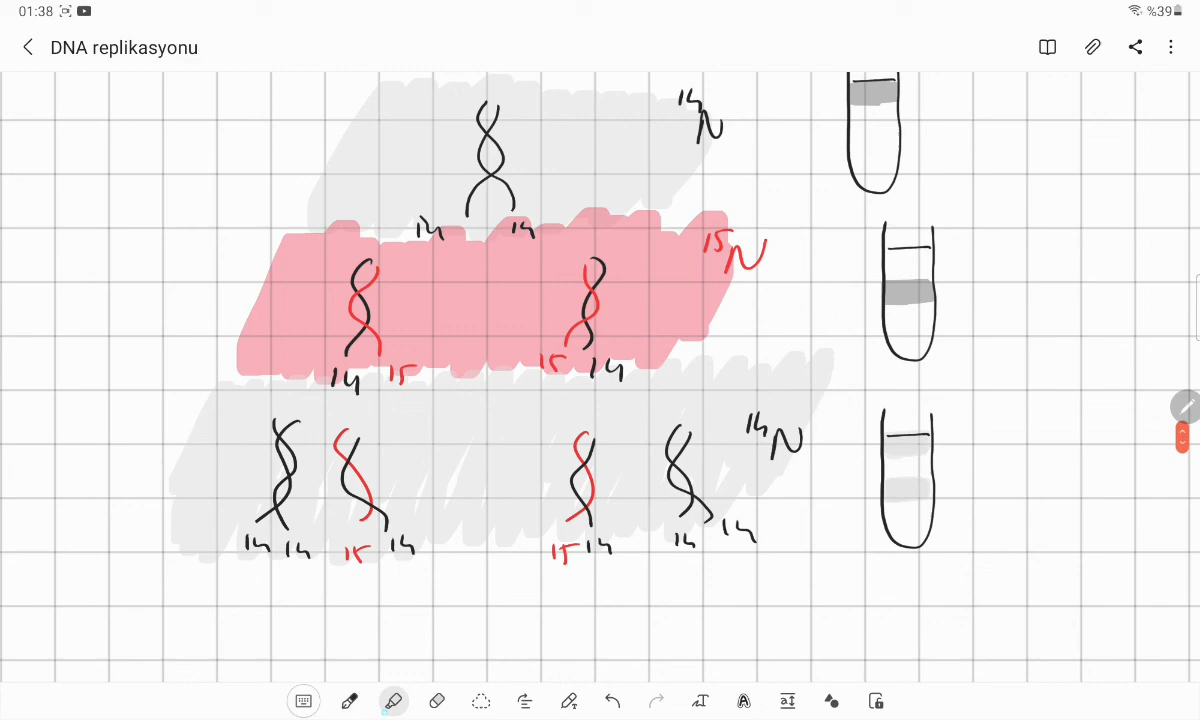 01:38 %39
DNA replikasyonu
14N
14 14
15N
14 15 15 14
14N
14 14 15 14 15 14 14 14